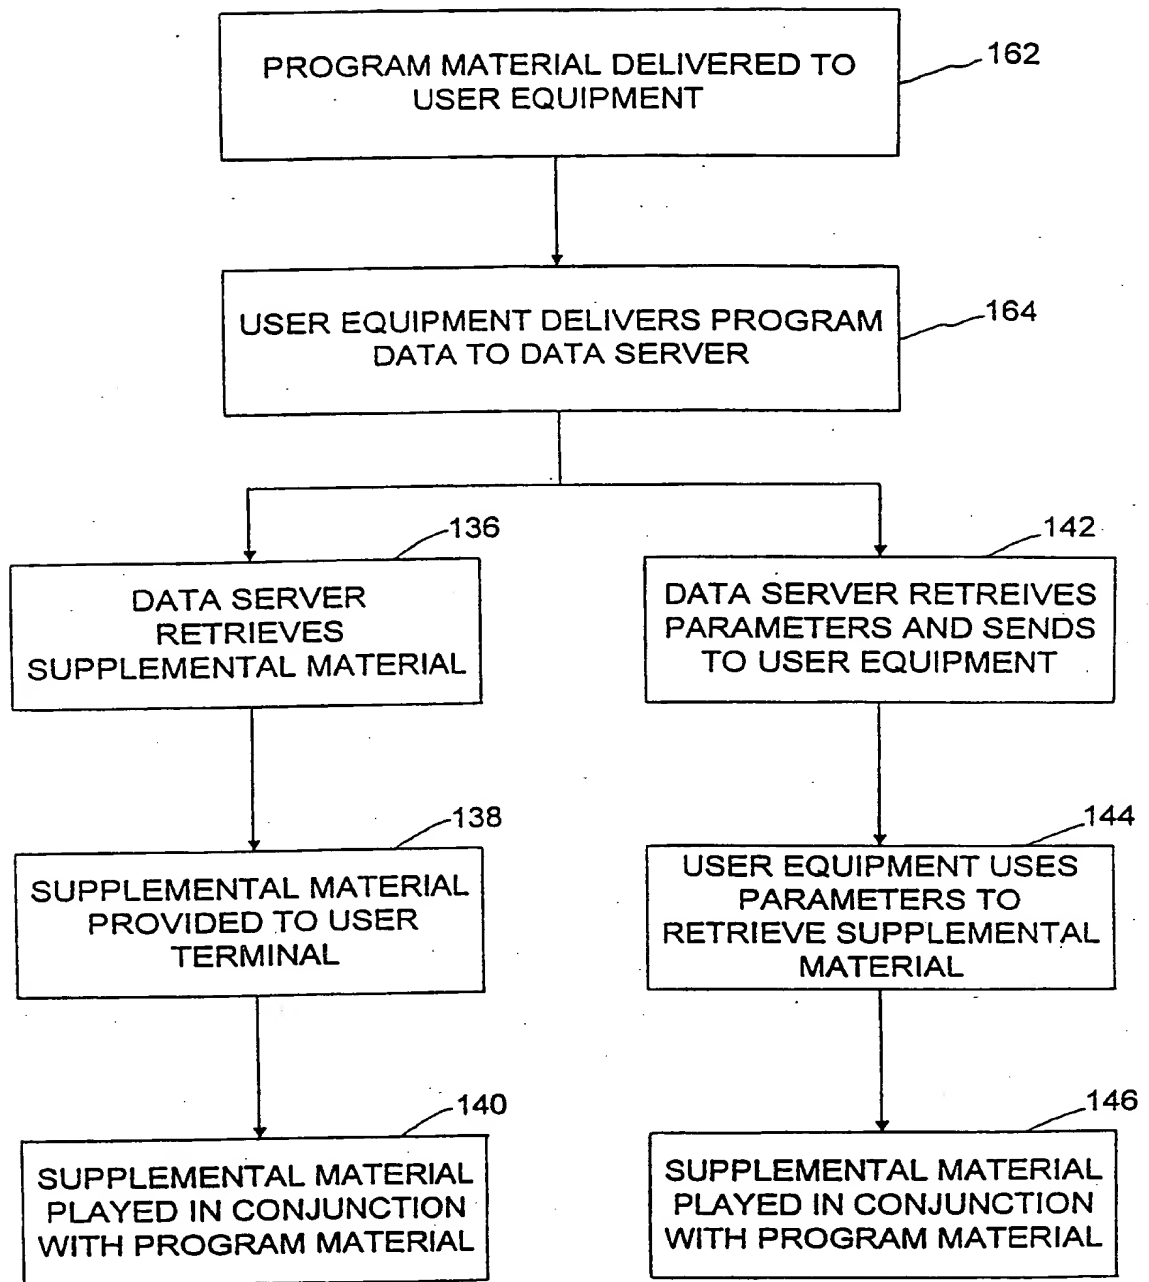 PROGRAM MATERIAL DELIVERED TO
USER EQUIPMENT
162
USER EQUIPMENT DELIVERS PROGRAM
DATA TO DATA SERVER
164
136
DATA SERVER
RETRIEVES
SUPPLEMENTAL MATERIAL
142
DATA SERVER RETREIVES
PARAMETERS AND SENDS
TO USER EQUIPMENT
138
SUPPLEMENTAL MATERIAL
PROVIDED TO USER
TERMINAL
144
USER EQUIPMENT USES
PARAMETERS TO
RETRIEVE SUPPLEMENTAL
MATERIAL
140
SUPPLEMENTAL MATERIAL
PLAYED IN CONJUNCTION
WITH PROGRAM MATERIAL
146
SUPPLEMENTAL MATERIAL
PLAYED IN CONJUNCTION
WITH PROGRAM MATERIAL